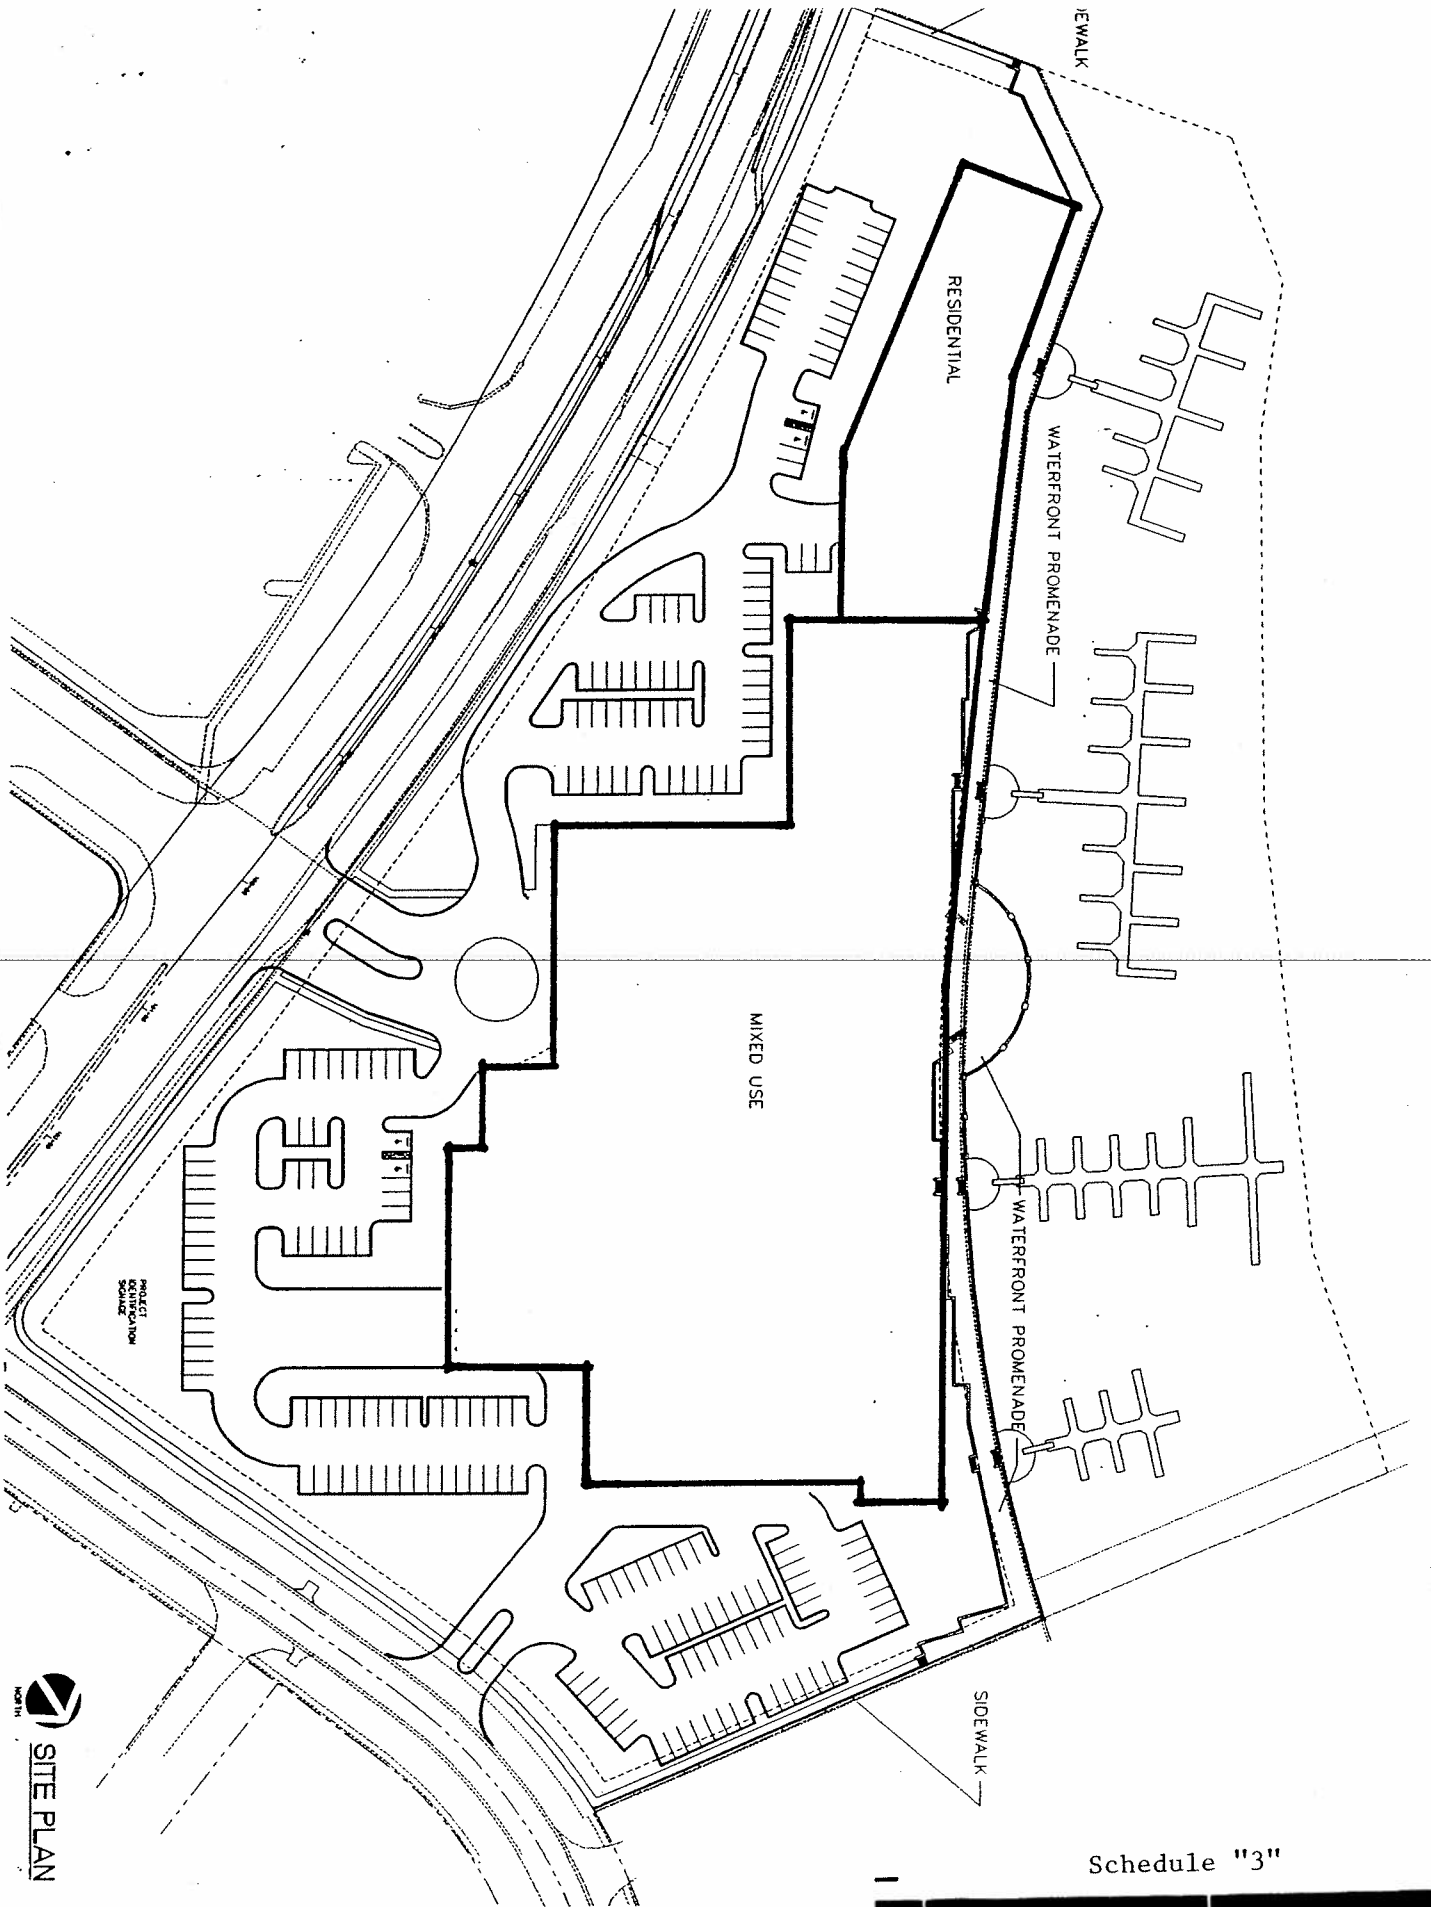 EWALK
RESIDENTIAL
WATERFRONT PROMENADE
MIXED USE
WATERFRONT PROMENADE
PROJECT
IDENTIFICATION
SIGNAGE
SIDEWALK
NORTH
SITE PLAN
Schedule "3"